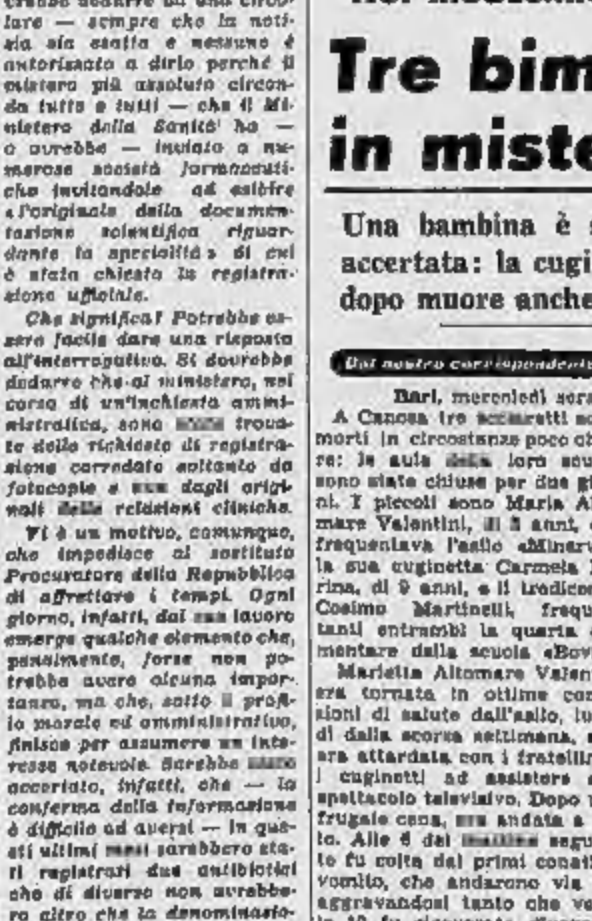 lare — sempre che la noti-
zia sia esatta e nessuno è
autorizzato a dirlo perché il
mistero più assoluto circon-
da tutto e tutti — che il Mi-
nistero della Sanità ha —
o avrebbe — inviato a nu-
merose società farmaceuti-
che invitandole ad esibire
«l'originale della documen-
tazione scientifica riguar-
dante la specialità» di cui
è stata chiesta la registra-
zione ufficiale.
Che significa? Potrebbe es-
sere facile dare una risposta
all'interrogativo. Si dovrebbe
dedurre che al ministero, nel
corso di un'inchiesta ammi-
nistrativa, sono trova-
te delle richieste di registra-
zione corredate soltanto da
fotocopie e dagli origi-
nali delle relazioni cliniche.
Vi è un motivo, comunque,
che impedisce al sostituto
Procuratore della Repubblica
di affrettare i tempi. Ogni
giorno, infatti, dal suo lavoro
emerge qualche elemento che,
penalmente, forse non po-
trebbe avere alcuna impor-
tanza, ma che, sotto il profi-
lo morale ed amministrativo,
finisce per assumere un inte-
resse notevole. Sarebbe
accertato, infatti, che — la
conferma della informazione
è difficile ad aversi — in que-
sti ultimi mesi sarebbero sta-
ti registrati due antibiotici
che di diverso non avrebbe-
ro altro che la denominazio-
Tre bim
in miste
Una bambina è s
accertata: la cugi
dopo muore anche
Dal nostro corrispondente
Bari, mercoledì sera
A Canosa tre scolaretti so
morti in circostanze poco ch
re: le aule della loro scu
sono state chiuse per due gi
ni. I piccoli sono Maria Al
mare Valentini, di 5 anni, c
frequentava l'asilo «Minerv
la sua cuginetta Carmela
rina, di 9 anni, e il tredice
Cosimo Martinelli, frequ
tanti entrambi la quarta e
mentare della scuola «Bov
Marietta Altomare Valen
era tornata in ottime con
zioni di salute dall'asilo, lu
dì della scorsa settimana, s
era attardata con i fratellin
i cuginetti ad assistere a
spettacolo televisivo. Dopo u
frugale cena, era andata a
to. Alle 6 del mattino segu
te fu colta dai primi conati
vomito, che andarono via
aggravandosi tanto che ve